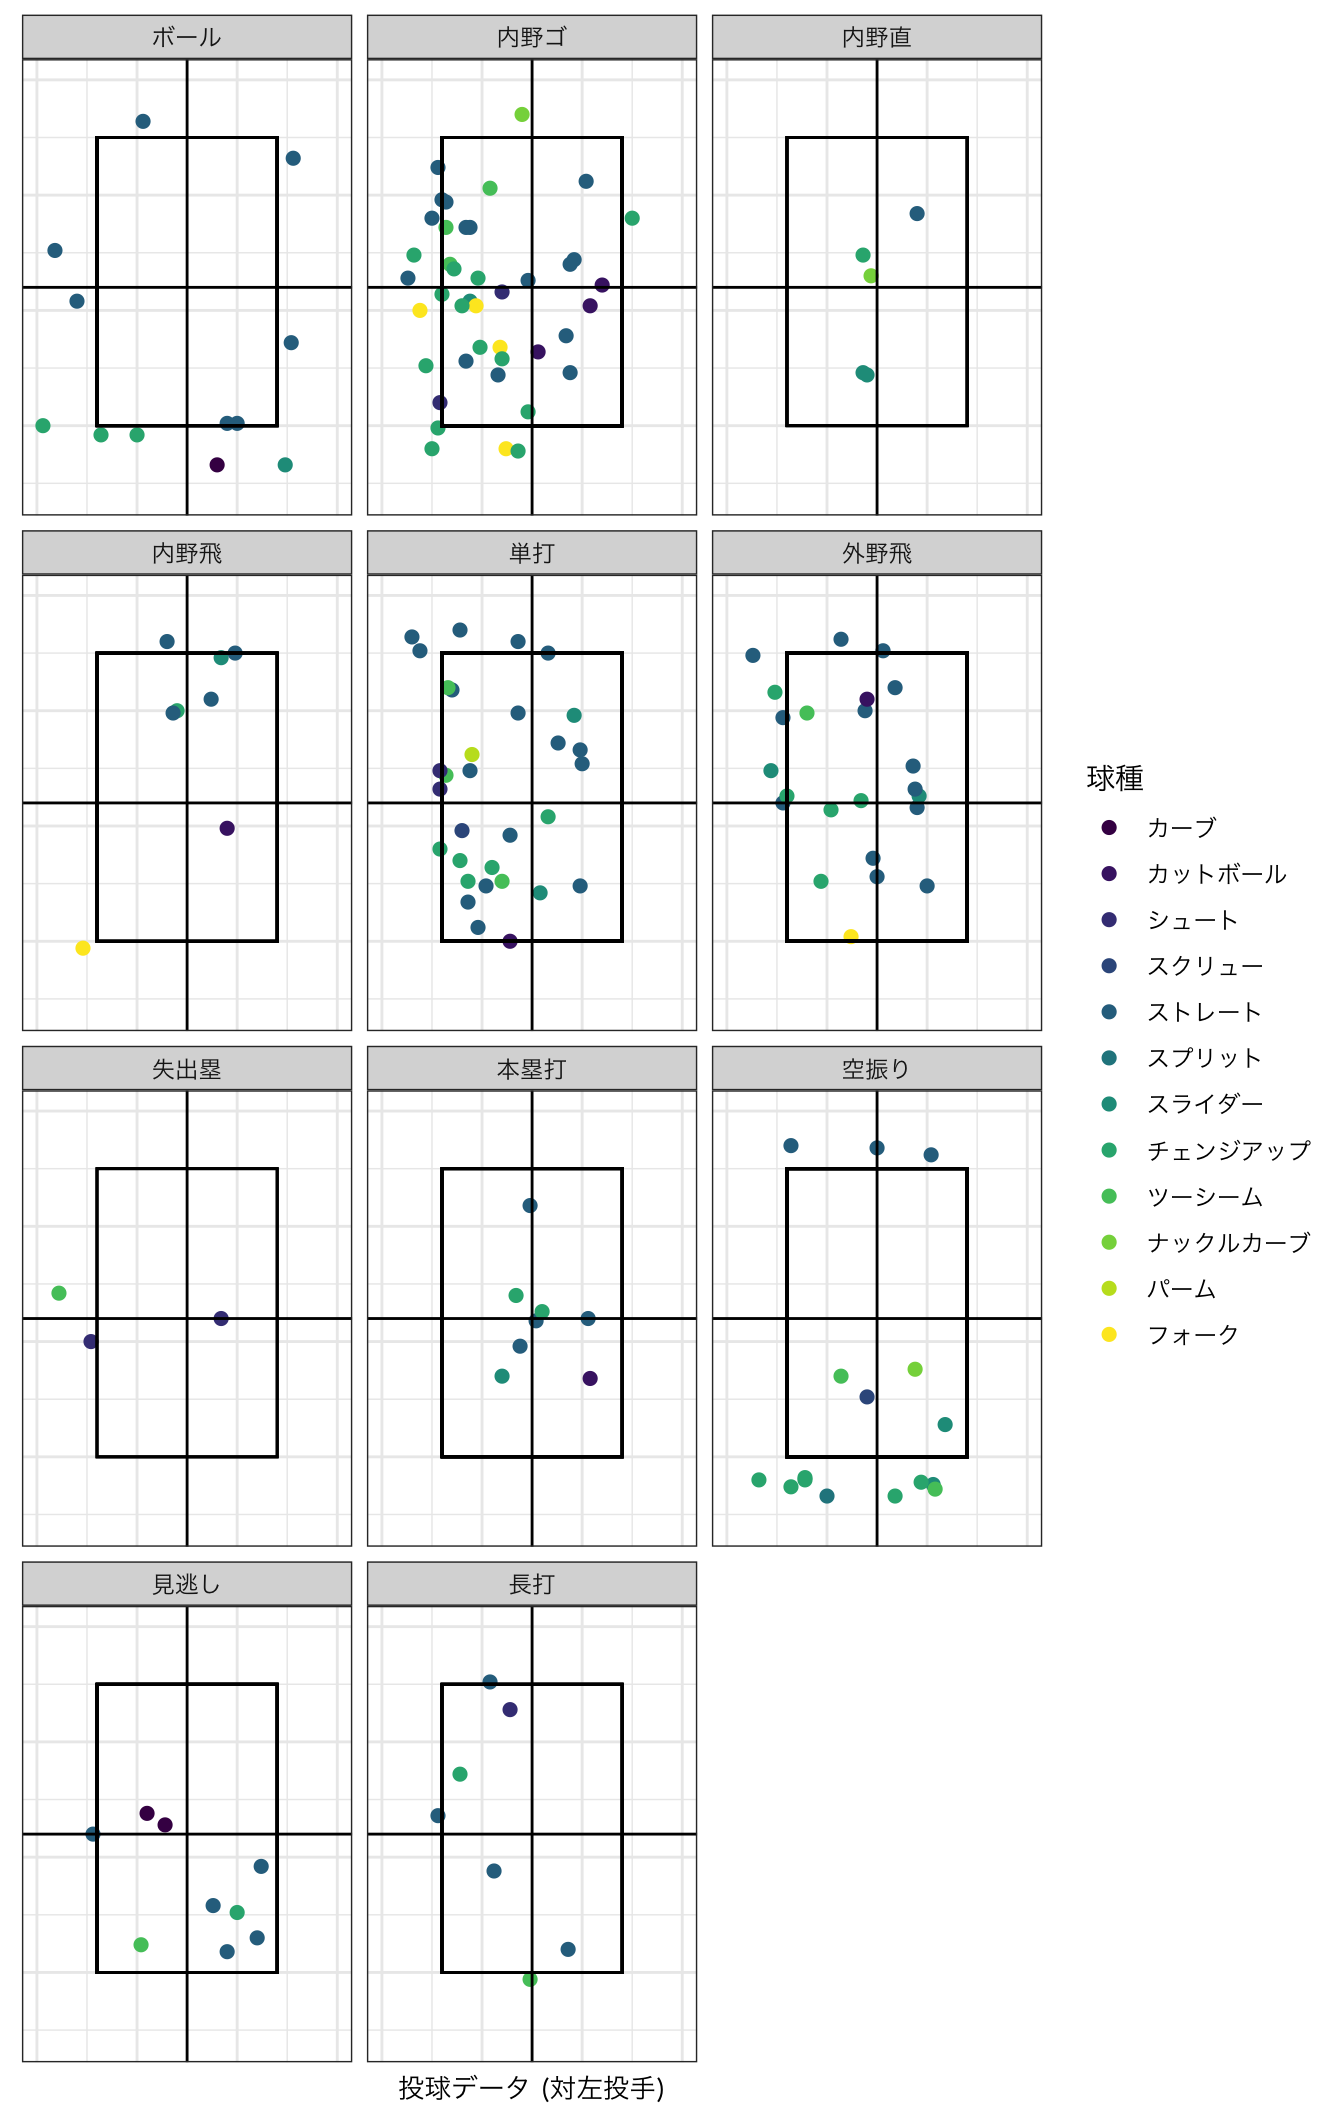 ボール
内野ゴ
内野直
内野飛
単打
外野飛
失出塁
本塁打
空振り
見逃し
長打
球種
カーブ
カットボール
シュート
スクリュー
ストレート
スプリット
スライダー
チェンジアップ
ツーシーム
ナックルカーブ
パーム
フォーク
投球データ (対左投手)